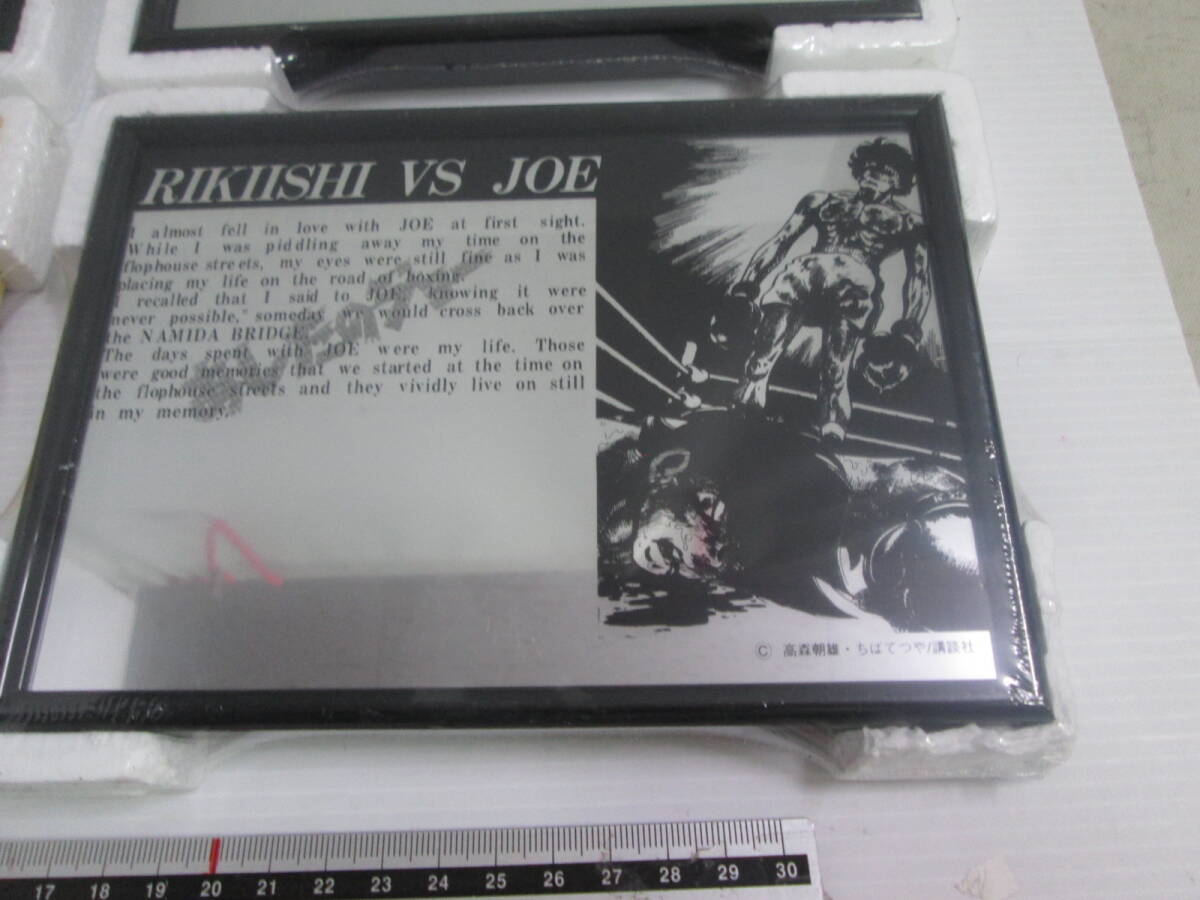 RIKIISHI VS JOE
I almost fell in love with JOE at first sight.
While I was piddling away my time on the
flophouse streets, my eyes were still fine as I was
placing my life on the road of boxing.
I recalled that I said to JOE, knowing it were
never possible," someday we would cross back over
the NAMIDA BRIDGE
The days spent with JOE were my life. Those
were good memories that we started at the time on
the flophouse streets and they vividly live on still
in my memory.
© 高森朝雄・ちばてつや/講談社
17 18 19 20 21 22 23 24 25 26 27 28 29 30